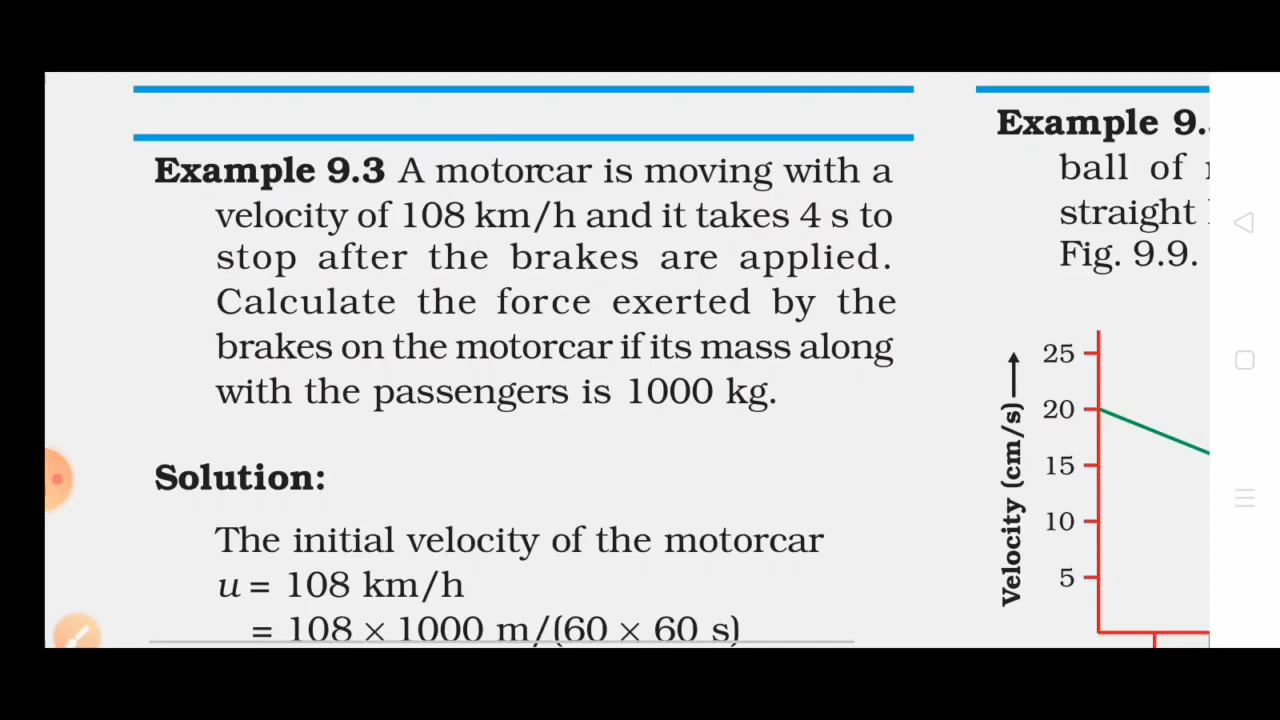 Example 9.3 A motorcar is moving with a
velocity of 108 km/h and it takes 4 s to
stop after the brakes are applied.
Calculate the force exerted by the
brakes on the motorcar if its mass along
with the passengers is 1000 kg.
Solution:
The initial velocity of the motorcar
u = 108 km/h
= 108 × 1000 m/(60 × 60 s)
Example 9.
ball of
straight
Fig. 9.9.
Velocity (cm/s)
25
20
15
10
5